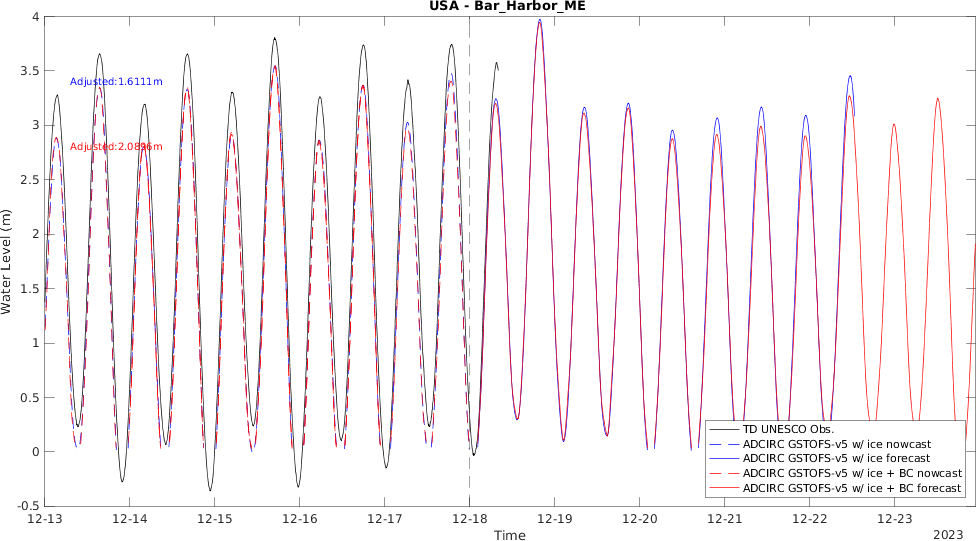 USA - Bar_Harbor_ME
4
3.5
3
2.5
2
1.5
1
0.5
0
-0.5
Water Level (m)
Adjusted:1.6111m
Adjusted:2.0896m
TD UNESCO Obs.
ADCIRC GSTOFS-v5 w/ ice nowcast
ADCIRC GSTOFS-v5 w/ ice forecast
ADCIRC GSTOFS-v5 w/ ice + BC nowcast
ADCIRC GSTOFS-v5 w/ ice + BC forecast
12-13 12-14 12-15 12-16 12-17 12-18 12-19 12-20 12-21 12-22 12-23
Time
2023